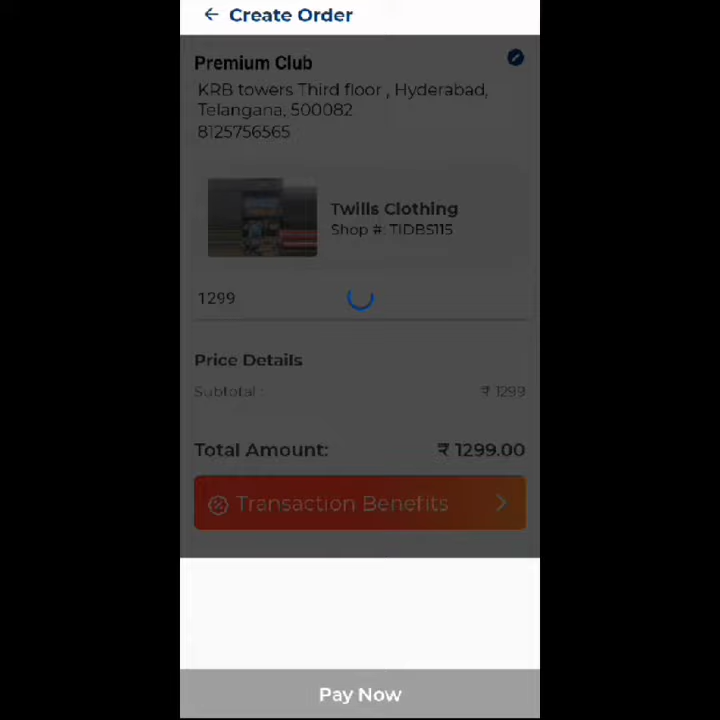 Create Order
Premium Club
KRB towers Third floor , Hyderabad,
Telangana, 500082
8125756565
Twills Clothing
Shop #: TIDBS115
1299
Price Details
Subtotal :
₹ 1299
Total Amount:
₹ 1299.00
Transaction Benefits
Pay Now